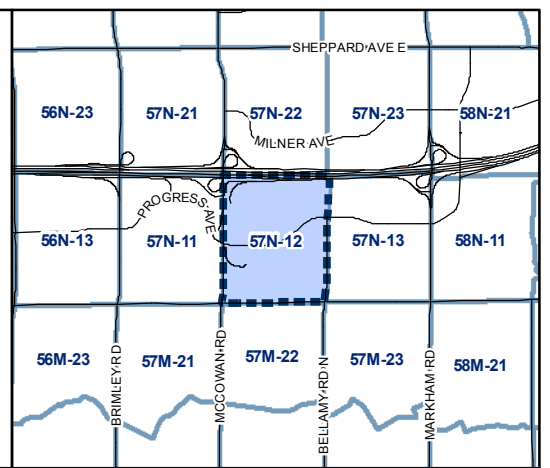 SHEPPARD AVE E
56N-23
57N-21
57N-22
57N-23
58N-21
MILNER AVE
PROGRESS AVE
56N-13
57N-11
57N-12
57N-13
58N-11
56M-23
57M-21
57M-22
57M-23
58M-21
BRIMLEY RD
MCCOWAN RD
BELLAMY RD N
MARKHAM RD